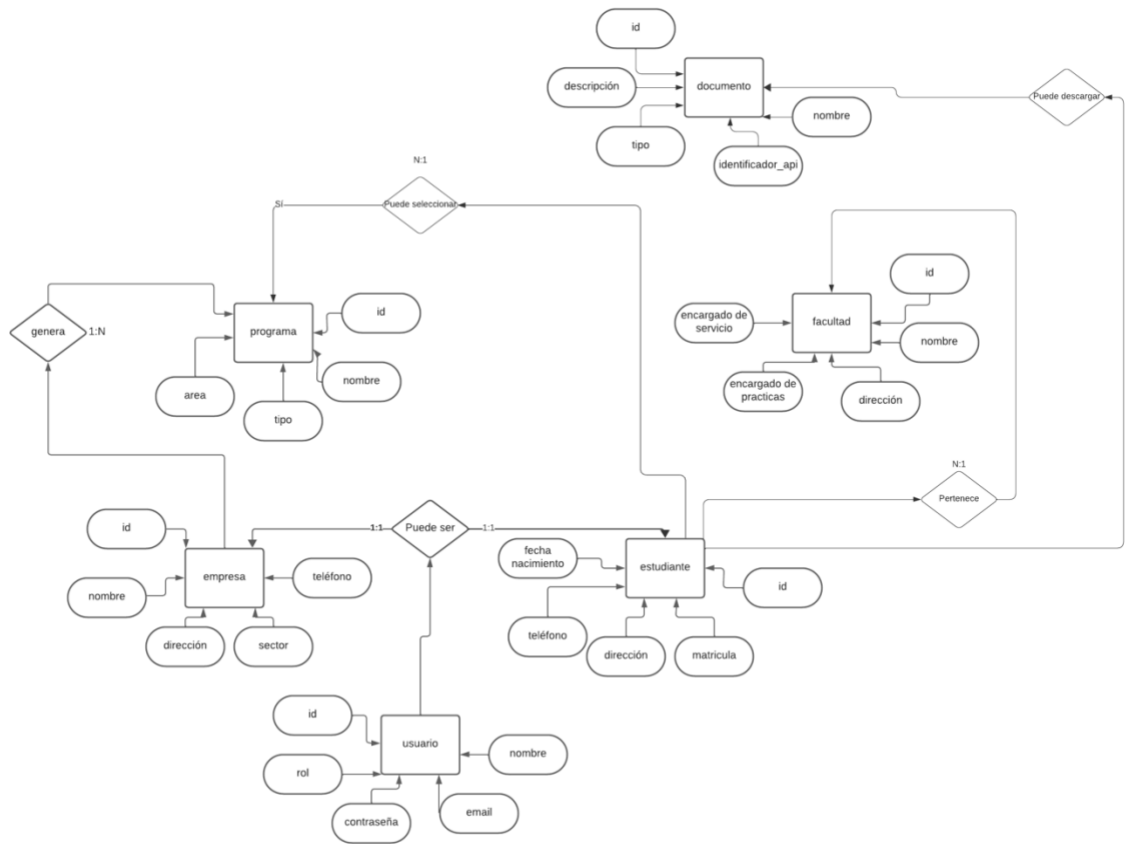 id
descripción
documento
Puede descargar
nombre
tipo
identificador_api
N:1
Puede seleccionar
Sí
id
encargado de
servicio
facultad
nombre
id
genera
1:N
programa
nombre
area
tipo
encargado de
practicas
dirección
N:1
Pertenece
id
1:1
Puede ser
1:1
fecha
nacimiento
estudiante
id
empresa
teléfono
nombre
teléfono
dirección
sector
dirección
matricula
id
usuario
nombre
rol
contraseña
email